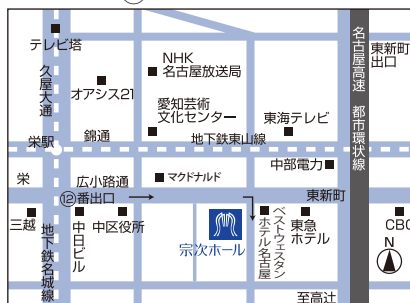 テレビ塔
久屋大通
オアシス21
NHK
名古屋放送局
愛知芸術
文化センター
東海テレビ
名古屋高速 都市環状線
東新町
出口
栄駅
錦通
地下鉄東山線
中部電力
栄
広小路通
マクドナルド
東新町
⑫番出口
三越
地下鉄名城線
中日
ビル
中区役所
宗次ホール
ベストウェスタン
ホテル名古屋
東急
ホテル
CBC
N
至高辻